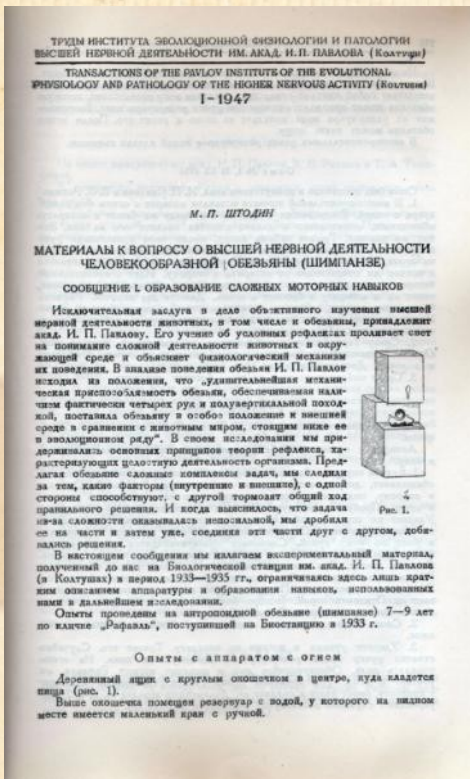 ТРУДЫ ИНСТИТУТА ЭВОЛЮЦИОННОЙ ФИЗИОЛОГИИ И ПАТОЛОГИИ
ВЫСШЕЙ НЕРВНОЙ ДЕЯТЕЛЬНОСТИ ИМ. АКАД. И. П. ПАВЛОВА (Колтуши)
TRANSACTIONS OF THE PAVLOV INSTITUTE OF THE EVOLUTIONAL
PHYSIOLOGY AND PATHOLOGY OF THE HIGHER NERVOUS ACTIVITY (Koltushi)
I–1947
М. П. ШТОДИН
МАТЕРИАЛЫ К ВОПРОСУ О ВЫСШЕЙ НЕРВНОЙ ДЕЯТЕЛЬНОСТИ
ЧЕЛОВЕКООБРАЗНОЙ ОБЕЗЬЯНЫ (ШИМПАНЗЕ)
СООБЩЕНИЕ I. ОБРАЗОВАНИЕ СЛОЖНЫХ МОТОРНЫХ НАВЫКОВ
Исключительная заслуга в деле объективного изучения высшей
нервной деятельности животных, в том числе и обезьяны, принадлежит
акад. И. П. Павлову. Его учение об условных рефлексах проливает свет
на понимание сложной деятельности животных в окру-
жающей среде и объясняет физиологический механизм
их поведения. В анализе поведения обезьян И. П. Павлов
исходил из положения, что „удивительнейшая механи-
ческая приспособляемость обезьян, обеспечиваемая нали-
чием фактически четырех рук и полувертикальной поход-
кой, поставила обезьяну в особое положение к внешней
среде в сравнении с животным миром, стоящим ниже ее
в эволюционном ряду". В своем исследовании мы при-
держивались основных принципов теории рефлекса, ха-
рактеризующих целостную деятельность организма. Пред-
лагая обезьяне сложные комплексы задач, мы следили
за тем, какие факторы (внутренние и внешние), с одной
стороны способствуют, с другой тормозят общий ход
правильного решения. И когда выяснилось, что задача
из-за сложности оказывалась непосильной, мы дробили
ее на части и затем уже, соединяя эти части друг с другом, доби-
вались решения.
Рис. 1.
В настоящем сообщении мы излагаем экспериментальный материал,
полученный до нас на Биологической станции им. акад. И. П. Павлова
(в Колтушах) в период 1933—1935 гг., ограничиваясь здесь лишь крат-
ким описанием аппаратуры и образования навыков, использованных
нами в дальнейшем исследовании.
Опыты проведены на антропоидной обезьяне (шимпанзе) 7—9 лет
по кличке „Рафаэль", поступившей на Биостанцию в 1933 г.
Опыты с аппаратом с огнем
Деревянный ящик с круглым окошечком в центре, куда кладется
пища (рис. 1).
Выше окошечка помещен резервуар с водой, у которого на видном
месте имеется маленький кран с ручкой.